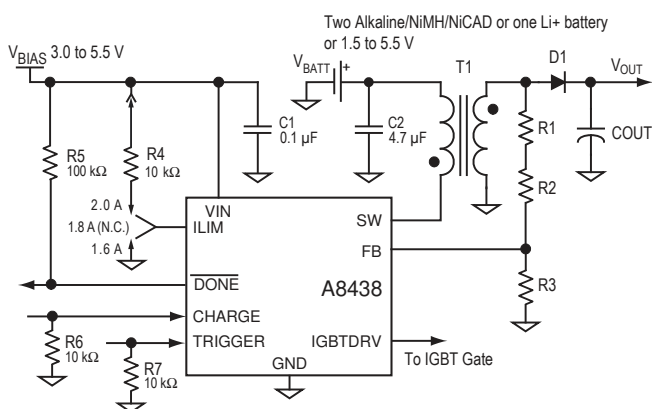 Two Alkaline/NiMH/NiCAD or one Li+ battery
or 1.5 to 5.5 V
VBIAS 3.0 to 5.5 V
VBATT
+
T1
D1
VOUT
C1
0.1 µF
C2
4.7 µF
R1
COUT
R5
100 kΩ
R4
10 kΩ
R2
2.0 A
1.8 A (N.C.)
1.6 A
VIN
ILIM
SW
FB
DONE
A8438
R3
CHARGE
TRIGGER
IGBTDRV
To IGBT Gate
GND
R6
10 kΩ
R7
10 kΩ